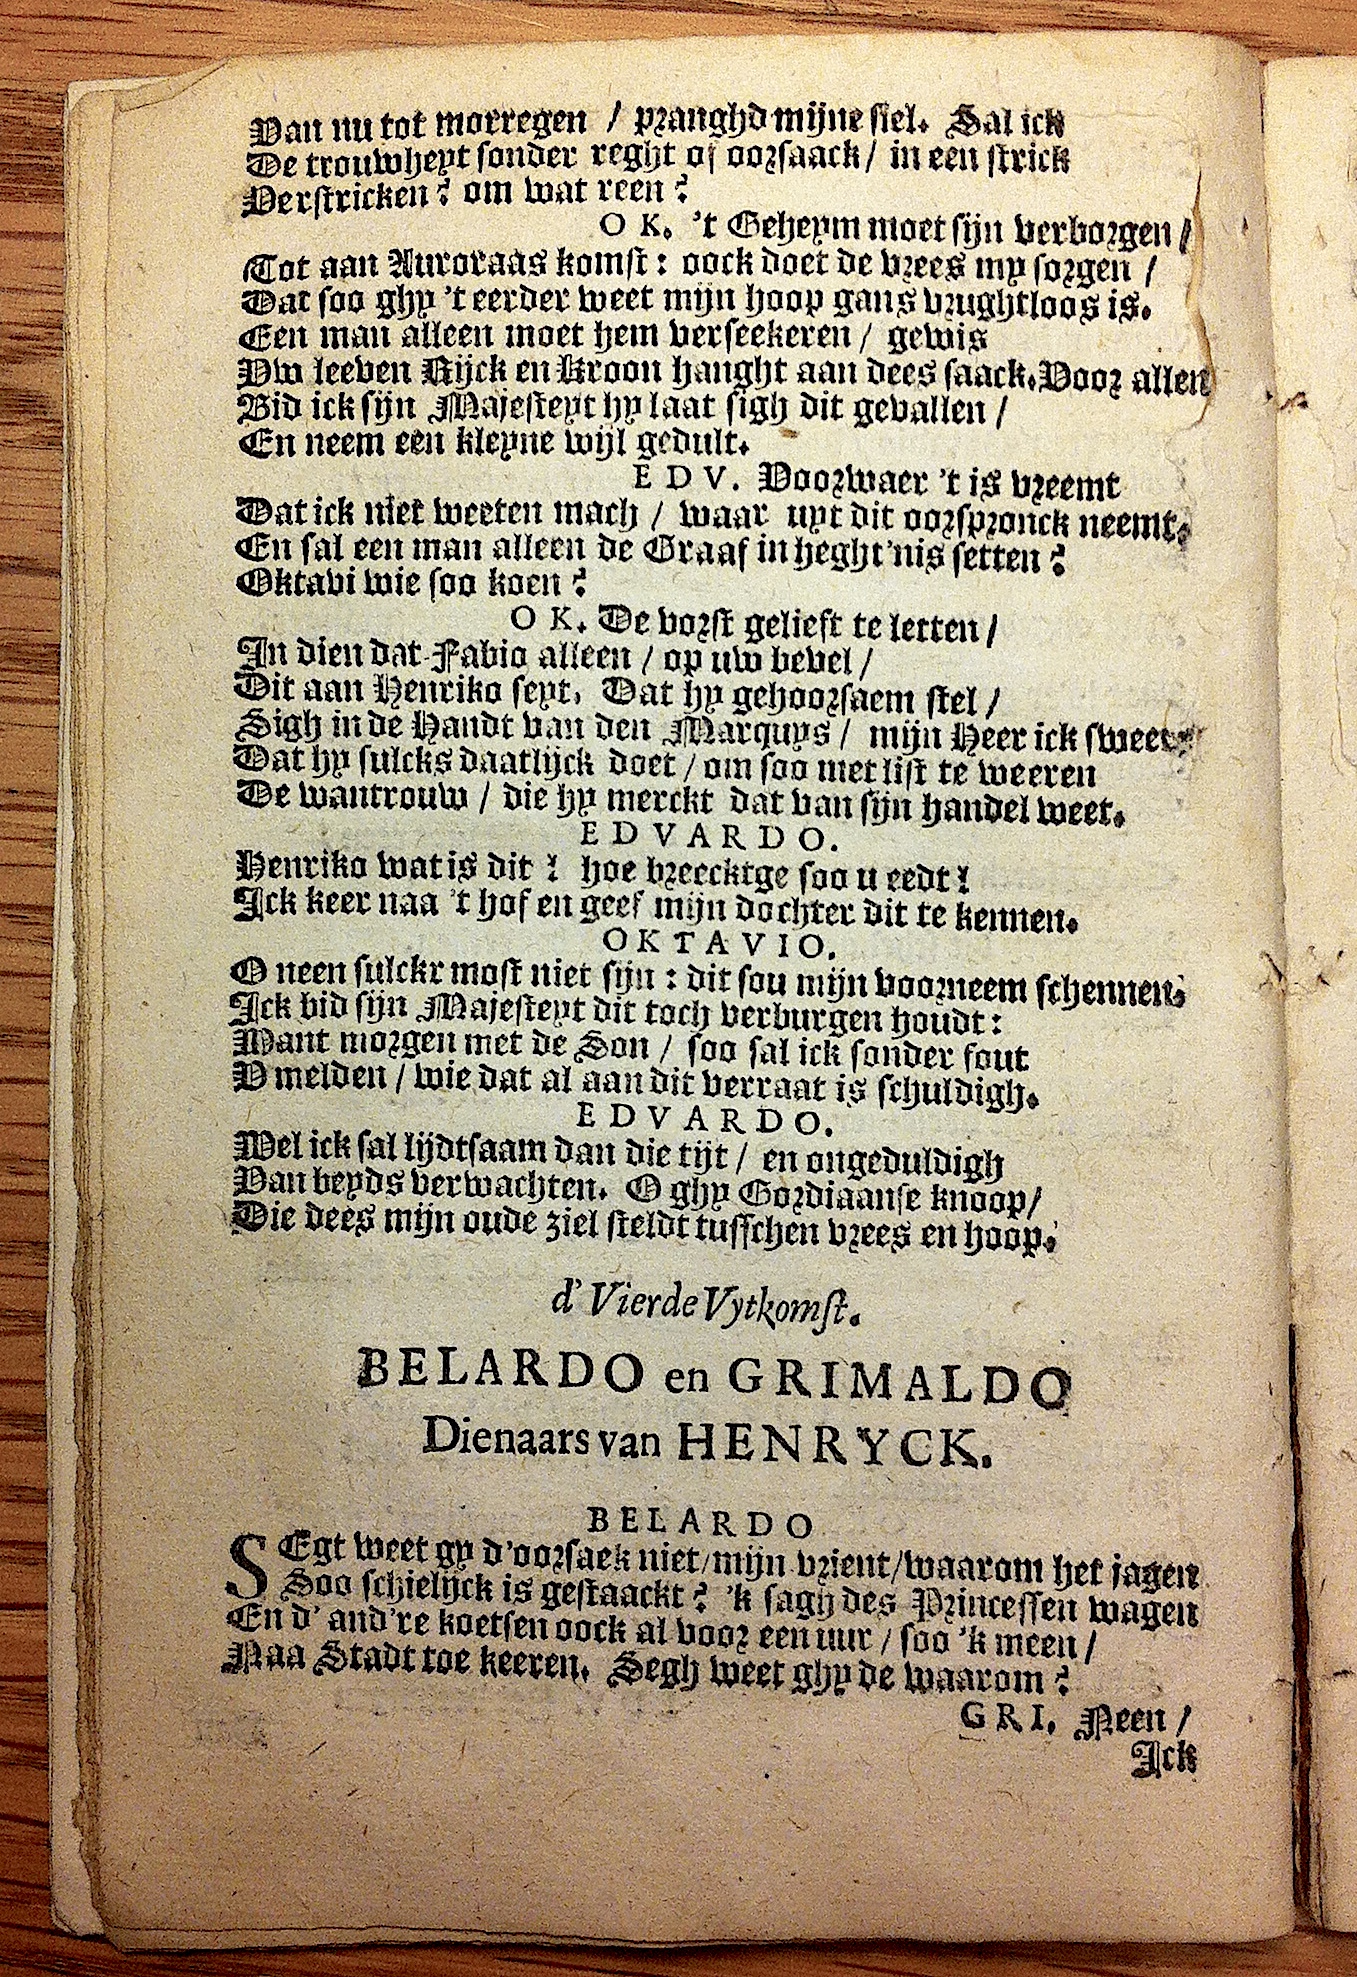 Van nu tot morregen / pranghd mijne siel. Sal ick
De trouwheyt sonder reght of oorsaack / in een strick
Verstricken? om wat reen?
OK. 't Geheym moet sijn verborgen /
Tot aan Auroraas komst: oock doet de vrees my sorgen /
Dat soo ghy 't eerder weet mijn hoop gans vrughtloos is.
Een man alleen moet hem verseekeren / gewis
Vw leeven Rijck en Kroon hanght aan dees saack. Voor allen
Bid ick sijn Majesteyt hy laat sigh dit gevallen /
En neem een kleyne wijl gedult.
EDV. Voorwaer 't is vreemt
Dat ick niet weeten mach / waar uyt dit oorspronck neemt.
En sal een man alleen de Graaf in heght'nis setten?
Oktavi wie soo koen?
OK. De vorst gelieft te letten /
In dien dat Fabio alleen / op uw bevel /
Dit aan Henriko seyt. Dat hy gehoorsaem stel /
Sigh in de Handt van den Marquys / mijn Heer ick sweer
Dat hy sulcks daatlijck doet / om soo met list te weeren
De wantrouw / die hy merckt dat van sijn handel weet.
EDVARDO.
Henriko wat is dit! hoe breecktge soo u eedt!
Ick keer naa 't hof en geef mijn dochter dit te kennen.
OKTAVIO.
O neen sulckr most niet sijn: dit sou mijn voorneem schennen.
Ick bid sijn Majesteyt dit toch verburgen houdt:
Want morgen met de Son / soo sal ick sonder fout
V melden / wie dat al aan dit verraat is schuldigh.
EDVARDO.
Wel ick sal lijdtsaam dan die tijt / en ongeduldigh
Van beyds verwachten. O ghy Gordiaanse knoop /
Die dees mijn oude ziel steldt tusschen vrees en hoop.
d' Vierde Vytkomst.
BELARDO en GRIMALDO
Dienaars van HENRYCK.
BELARDO
SEgt weet gy d'oorsaek niet / mijn vrient / waarom het jagen
Soo schielijck is gestaackt? 'k sagh des Princessen wagen
En d' and're koetsen oock al voor een uur / soo 'k meen /
Naa Stadt toe keeren. Segh weet ghy de waarom?
GRI. Neen /
Ick